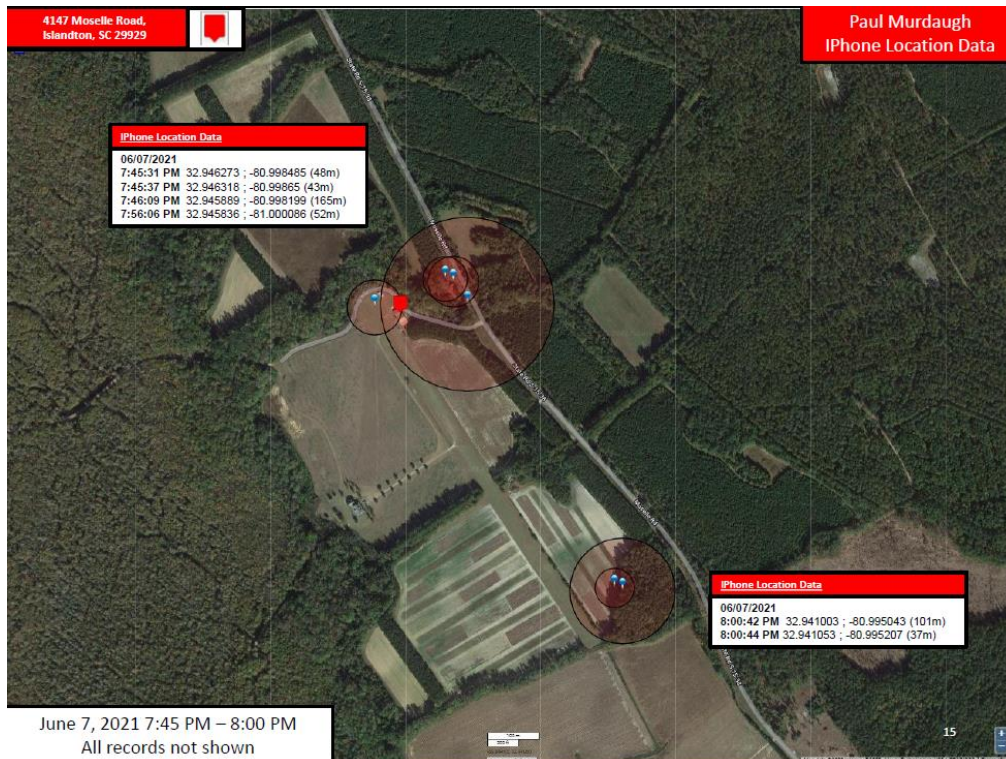 4147 Moselle Road,
Islandton, SC 29929
Paul Murdaugh
IPhone Location Data
IPhone Location Data
06/07/2021
7:45:31 PM 32.946273 ; -80.998485 (48m)
7:45:37 PM 32.946318 ; -80.99865 (43m)
7:46:09 PM 32.945889 ; -80.998199 (165m)
7:56:06 PM 32.945836 ; -81.000086 (52m)
IPhone Location Data
06/07/2021
8:00:42 PM 32.941003 ; -80.995043 (101m)
8:00:44 PM 32.941053 ; -80.995207 (37m)
June 7, 2021 7:45 PM – 8:00 PM
All records not shown
15
+